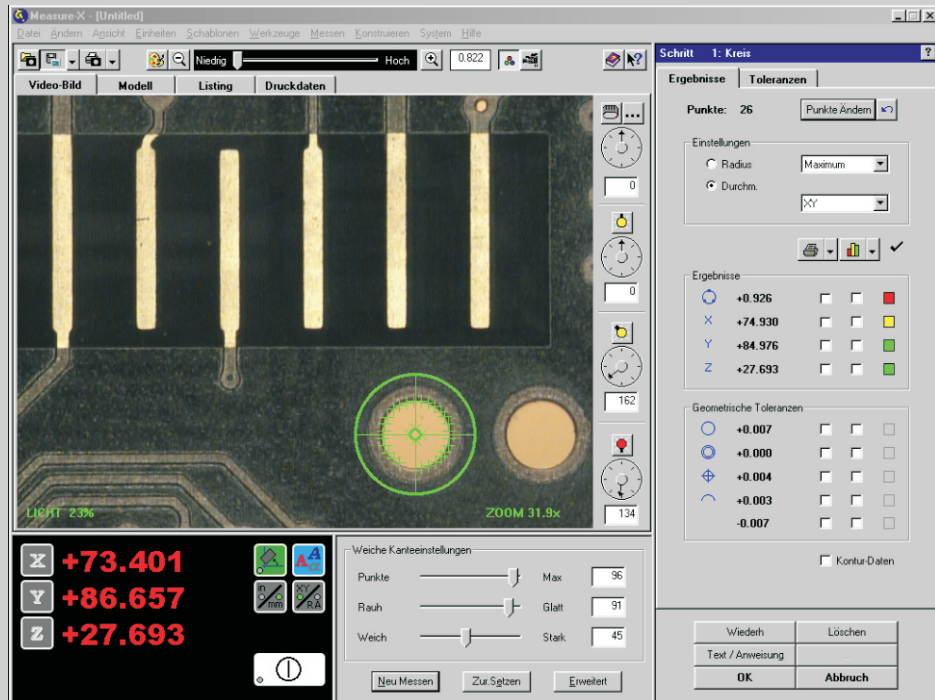 Measure-X - [Untitled]
Datei Ändern Ansicht Einheiten Schablonen Werkzeuge Messen Konstruieren System Hilfe
Niedrig Hoch 0.822
Video-Bild Modell Listing Druckdaten
0
0
162
134
LICHT 23% ZOOM 31.9x
X +73.401
Y +86.657
Z +27.693
in mm
XY RA
A A α
Weiche Kanteeinstellungen
Punkte Max 96
Rauh Glatt 91
Weich Stark 45
Neu Messen Zur.Setzen Erweitert
Schritt 1: Kreis ?
Ergebnisse Toleranzen
Punkte: 26 Punkte Ändern
Einstellungen
Radius Maximum
Durchm.
XY
Ergebnisse
+0.926
X +74.930
Y +84.976
Z +27.693
Geometrische Toleranzen
+0.007
+0.000
+0.004
+0.003
-0.007
Kontur-Daten
Wiederh Löschen
Text / Anweisung ...
OK Abbruch